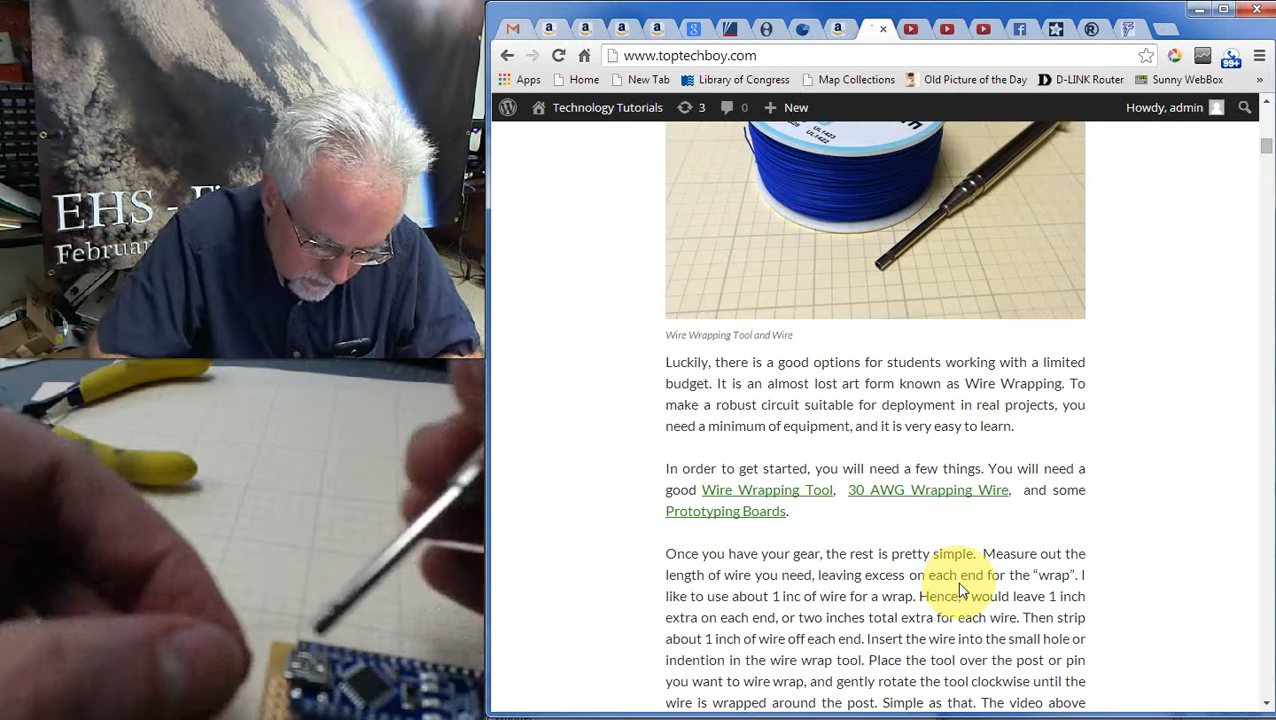 EHS - Fi
Februar
www.toptechboy.com
99+
Apps Home New Tab Library of Congress Map Collections Old Picture of the Day D-LINK Router Sunny Webbox »
Technology Tutorials 3 0 New Howdy, admin
UL1423
UL1422
Wire Wrapping Tool and Wire
Luckily, there is a good options for students working with a limited
budget. It is an almost lost art form known as Wire Wrapping. To
make a robust circuit suitable for deployment in real projects, you
need a minimum of equipment, and it is very easy to learn.
In order to get started, you will need a few things. You will need a
good Wire Wrapping Tool, 30 AWG Wrapping Wire, and some
Prototyping Boards.
Once you have your gear, the rest is pretty simple. Measure out the
length of wire you need, leaving excess on each end for the “wrap”. I
like to use about 1 inc of wire for a wrap. Hence, I would leave 1 inch
extra on each end, or two inches total extra for each wire. Then strip
about 1 inch of wire off each end. Insert the wire into the small hole or
indention in the wire wrap tool. Place the tool over the post or pin
you want to wire wrap, and gently rotate the tool clockwise until the
wire is wrapped around the post. Simple as that. The video above